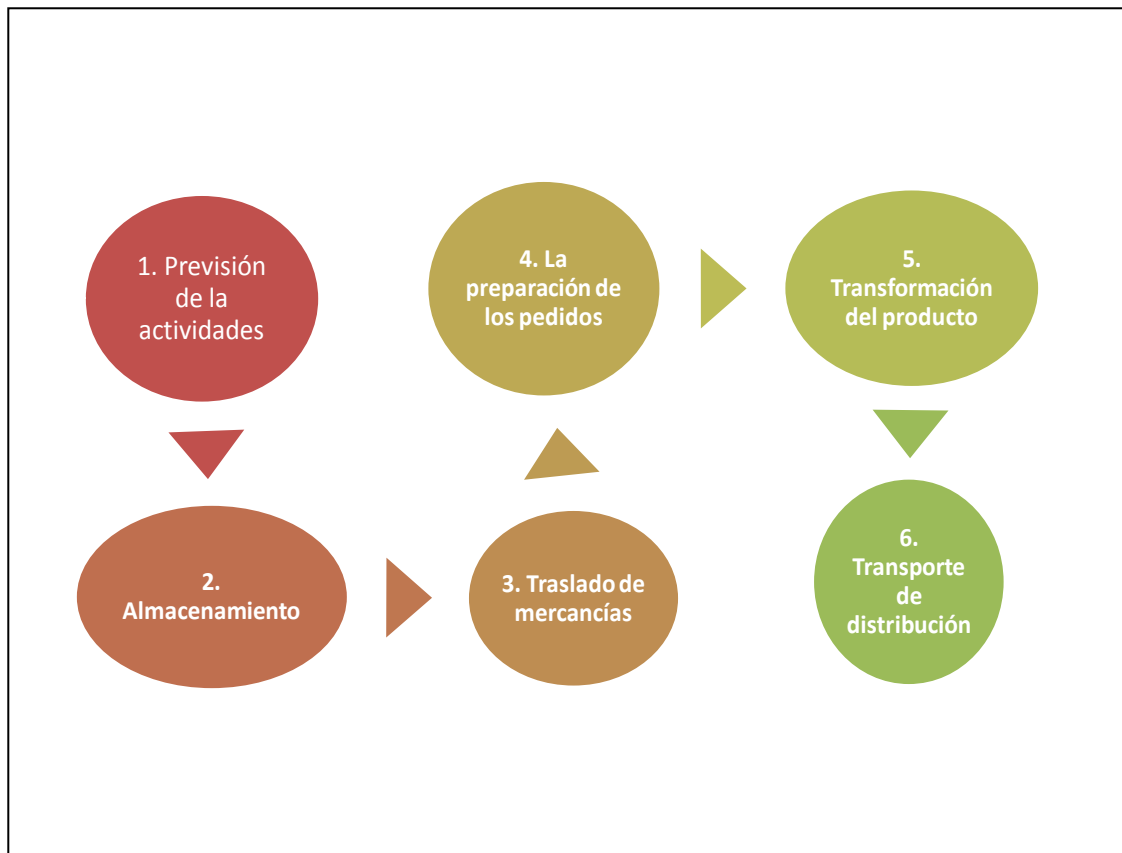 1. Previsión
de la
actividades
2.
Almacenamiento
3. Traslado de
mercancías
4. La
preparación de
los pedidos
5.
Transformación
del producto
6.
Transporte
de
distribución